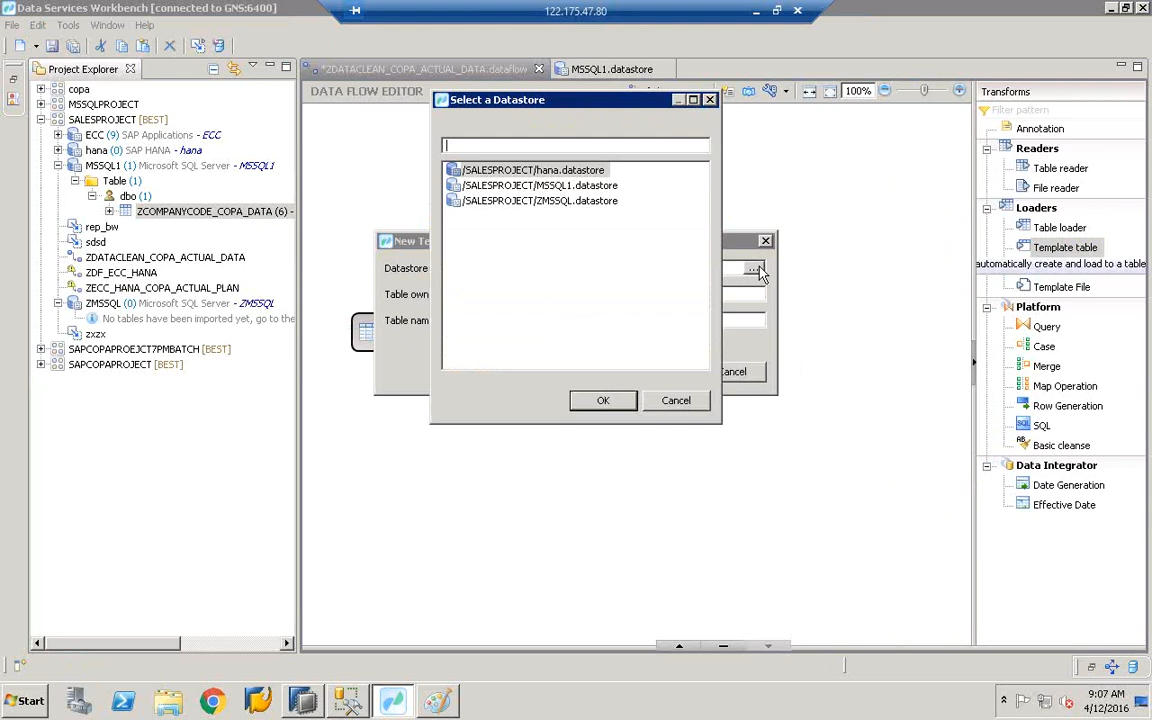 Data Services Workbench [connected to GNS:6400]
122.175.47.80
File Edit Tools Window Help
Project Explorer
*ZDATACLEAN_COPA_ACTUAL_DATA.dataflow
MSSQL1.datastore
DATA FLOW EDITOR
100%
Transforms
Filter pattern
copa
MSSQLPROJECT
SALESPROJECT [BEST]
ECC (9) SAP Applications - ECC
hana (0) SAP HANA - hana
MSSQL1 (1) Microsoft SQL Server - MSSQL1
Table (1)
dbo (1)
ZCOMPANYCODE_COPA_DATA (6) -
rep_bw
sdsd
ZDATACLEAN_COPA_ACTUAL_DATA
ZDF_ECC_HANA
ZECC_HANA_COPA_ACTUAL_PLAN
ZMSSQL (0) Microsoft SQL Server - ZMSSQL
No tables have been imported yet, go to the
zxzx
SAPCOPAPROEJCT7PMBATCH [BEST]
SAPCOPAPROJECT [BEST]
New Te
Datastore
...
Table own
Table nam
Cancel
Select a Datastore
/SALESPROJECT/hana.datastore
/SALESPROJECT/MSSQL1.datastore
/SALESPROJECT/ZMSSQL.datastore
OK
Cancel
Annotation
Readers
Table reader
File reader
Loaders
Table loader
Template table
automatically create and load to a table
Template File
Platform
Query
Case
Merge
Map Operation
Row Generation
SQL
Basic cleanse
Data Integrator
Date Generation
Effective Date
Start
9:07 AM
4/12/2016